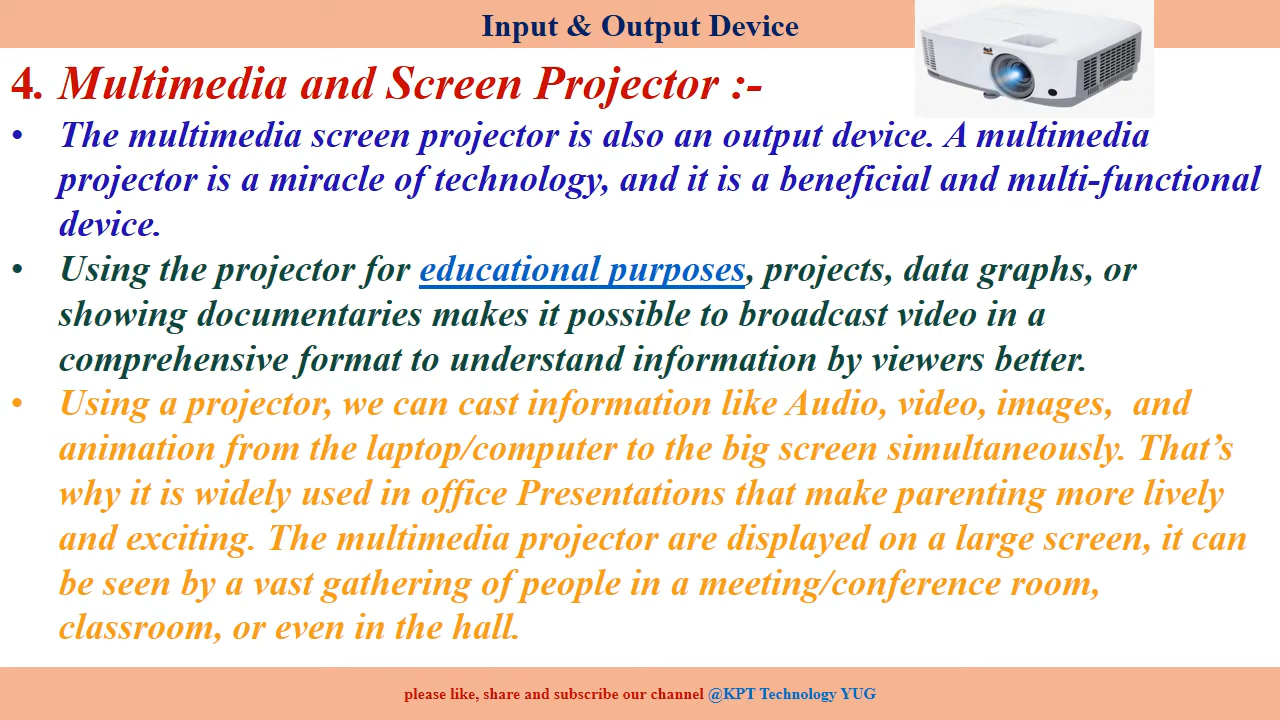 Input & Output Device
4. Multimedia and Screen Projector :-
• The multimedia screen projector is also an output device. A multimedia
projector is a miracle of technology, and it is a beneficial and multi-functional
device.
• Using the projector for educational purposes, projects, data graphs, or
showing documentaries makes it possible to broadcast video in a
comprehensive format to understand information by viewers better.
• Using a projector, we can cast information like Audio, video, images,  and
animation from the laptop/computer to the big screen simultaneously. That’s
why it is widely used in office Presentations that make parenting more lively
and exciting. The multimedia projector are displayed on a large screen, it can
be seen by a vast gathering of people in a meeting/conference room,
classroom, or even in the hall.
please like, share and subscribe our channel @KPT Technology YUG